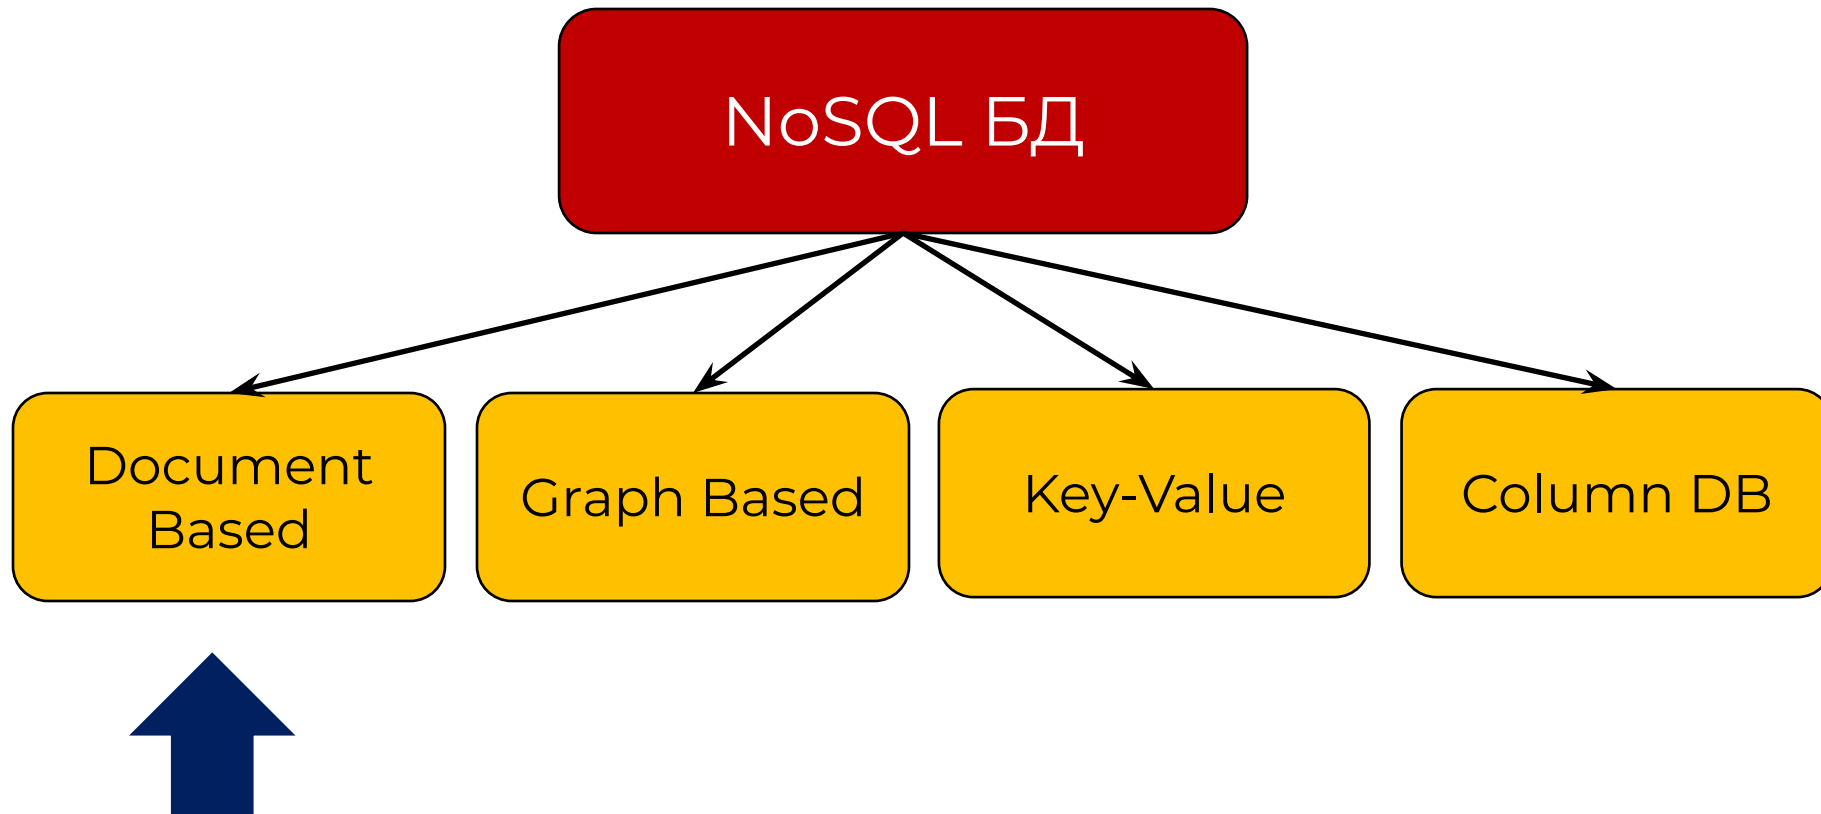 NoSQL БД
Document
Based
Graph Based
Key-Value
Column DB